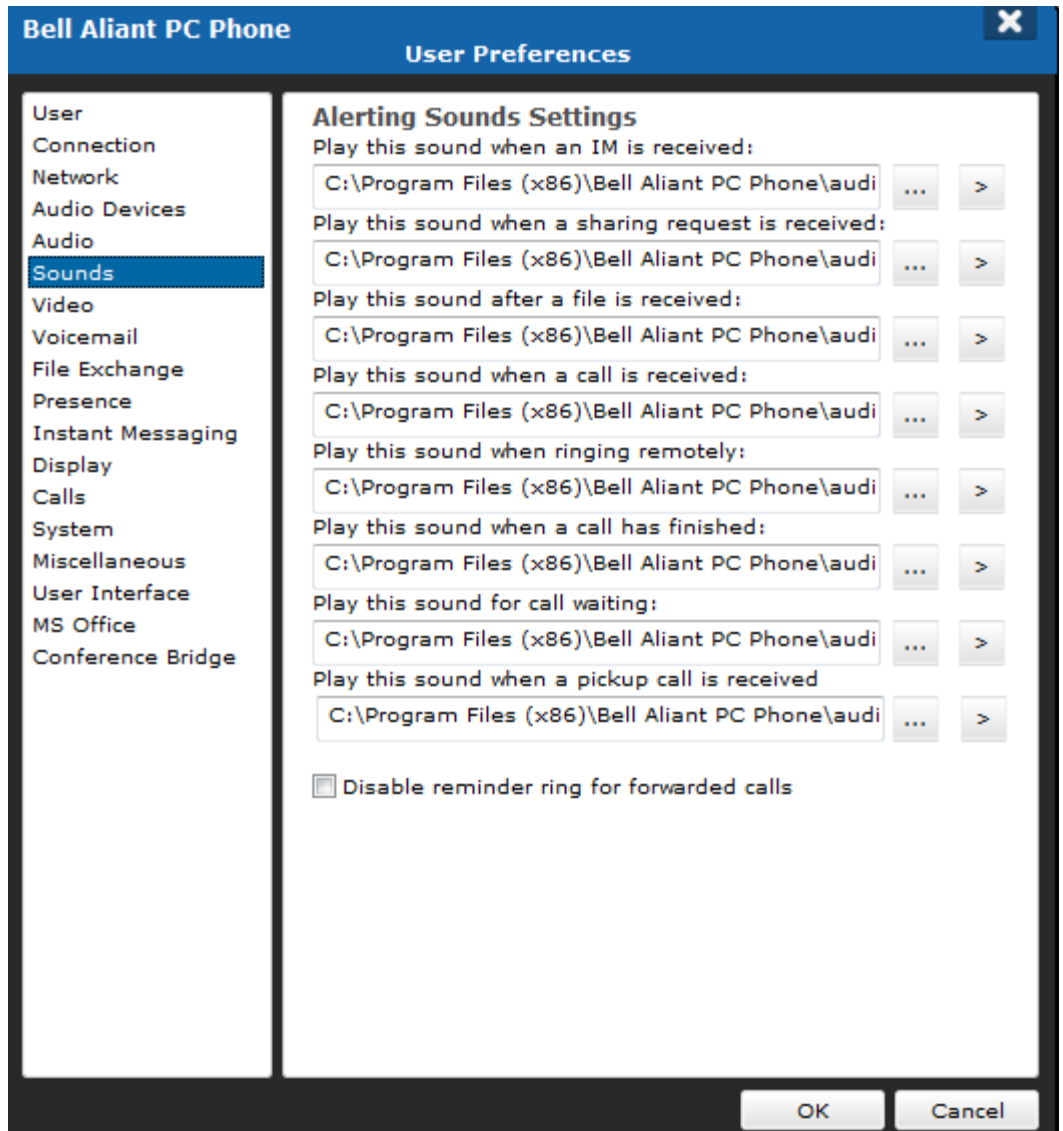 Bell Aliant PC Phone
User Preferences
User
Connection
Network
Audio Devices
Audio
Sounds
Video
Voicemail
File Exchange
Presence
Instant Messaging
Display
Calls
System
Miscellaneous
User Interface
MS Office
Conference Bridge
Alerting Sounds Settings
Play this sound when an IM is received:
C:\Program Files (x86)\Bell Aliant PC Phone\audi ... >
Play this sound when a sharing request is received:
C:\Program Files (x86)\Bell Aliant PC Phone\audi ... >
Play this sound after a file is received:
C:\Program Files (x86)\Bell Aliant PC Phone\audi ... >
Play this sound when a call is received:
C:\Program Files (x86)\Bell Aliant PC Phone\audi ... >
Play this sound when ringing remotely:
C:\Program Files (x86)\Bell Aliant PC Phone\audi ... >
Play this sound when a call has finished:
C:\Program Files (x86)\Bell Aliant PC Phone\audi ... >
Play this sound for call waiting:
C:\Program Files (x86)\Bell Aliant PC Phone\audi ... >
Play this sound when a pickup call is received
C:\Program Files (x86)\Bell Aliant PC Phone\audi ... >
Disable reminder ring for forwarded calls
OK Cancel